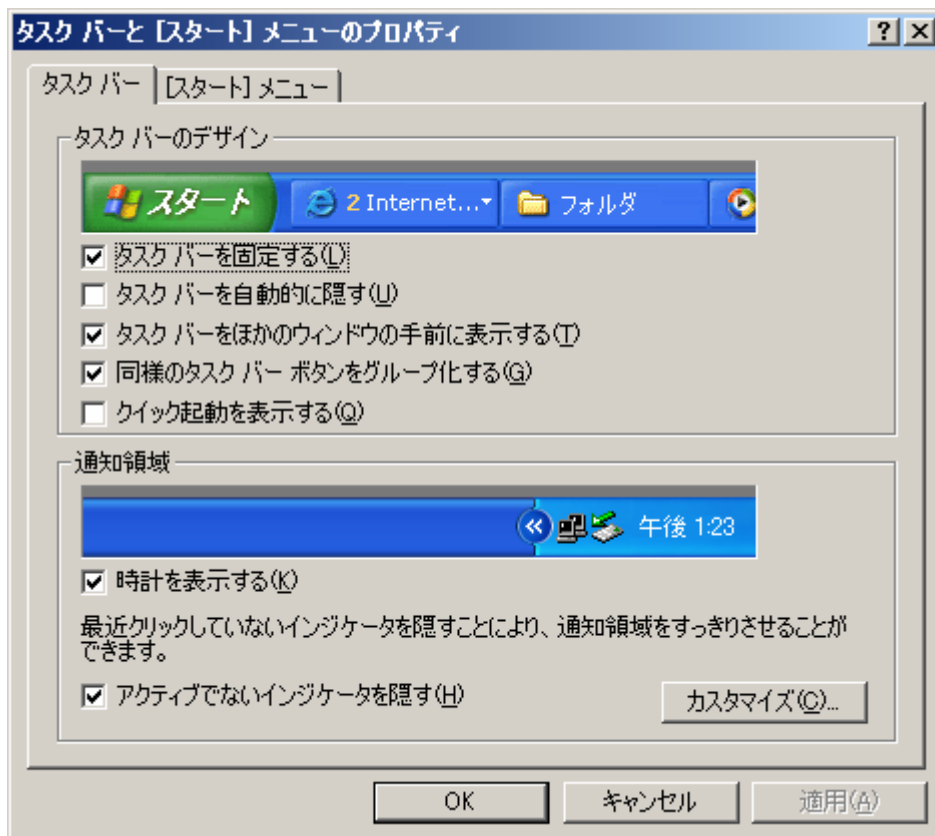 タスク バーと [スタート] メニューのプロパティ
タスク バー
[スタート] メニュー
タスク バーのデザイン
スタート
2 Internet...
フォルダ
タスク バーを固定する(L)
タスク バーを自動的に隠す(U)
タスク バーをほかのウィンドウの手前に表示する(T)
同様のタスク バー ボタンをグループ化する(G)
クイック起動を表示する(Q)
通知領域
午後 1:23
時計を表示する(K)
最近クリックしていないインジケータを隠すことにより、通知領域をすっきりさせることが
できます。
アクティブでないインジケータを隠す(H)
カスタマイズ(C)...
OK
キャンセル
適用(A)